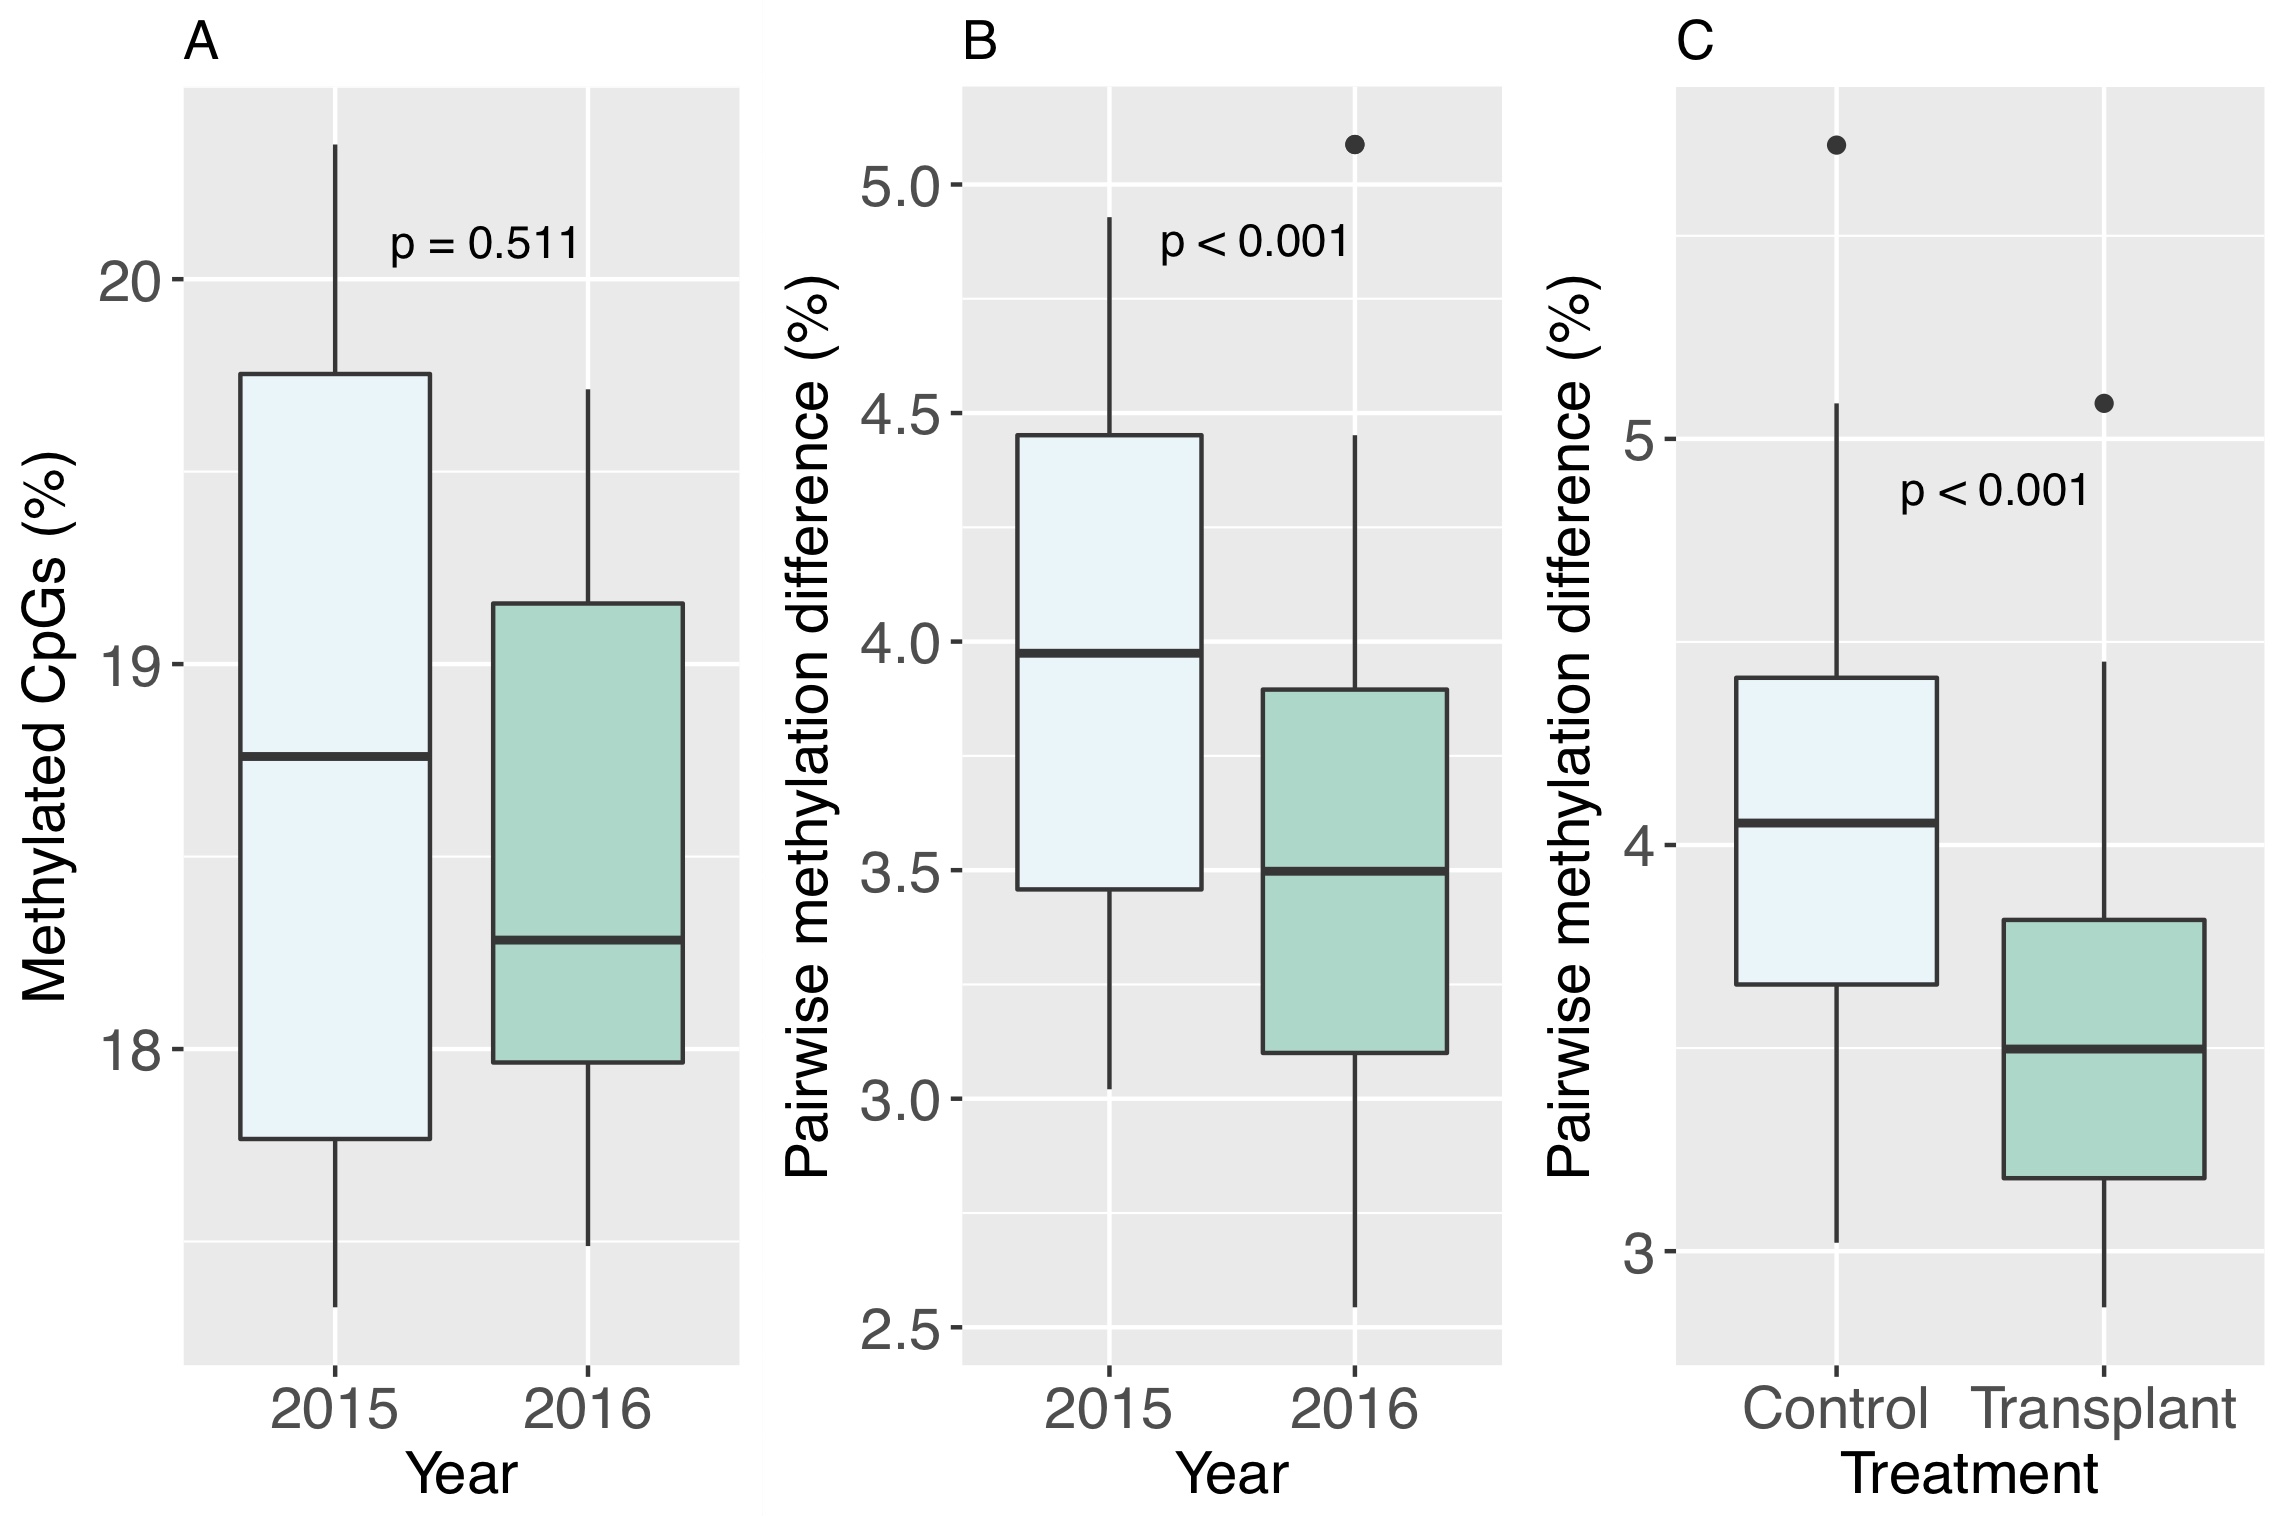 A
Methylated CpGs (%)
20
19
18
p = 0.511
2015
2016
Year
B
Pairwise methylation difference (%)
5.0
4.5
4.0
3.5
3.0
2.5
p < 0.001
2015
2016
Year
C
Pairwise methylation difference (%)
5
4
3
p < 0.001
Control
Transplant
Treatment